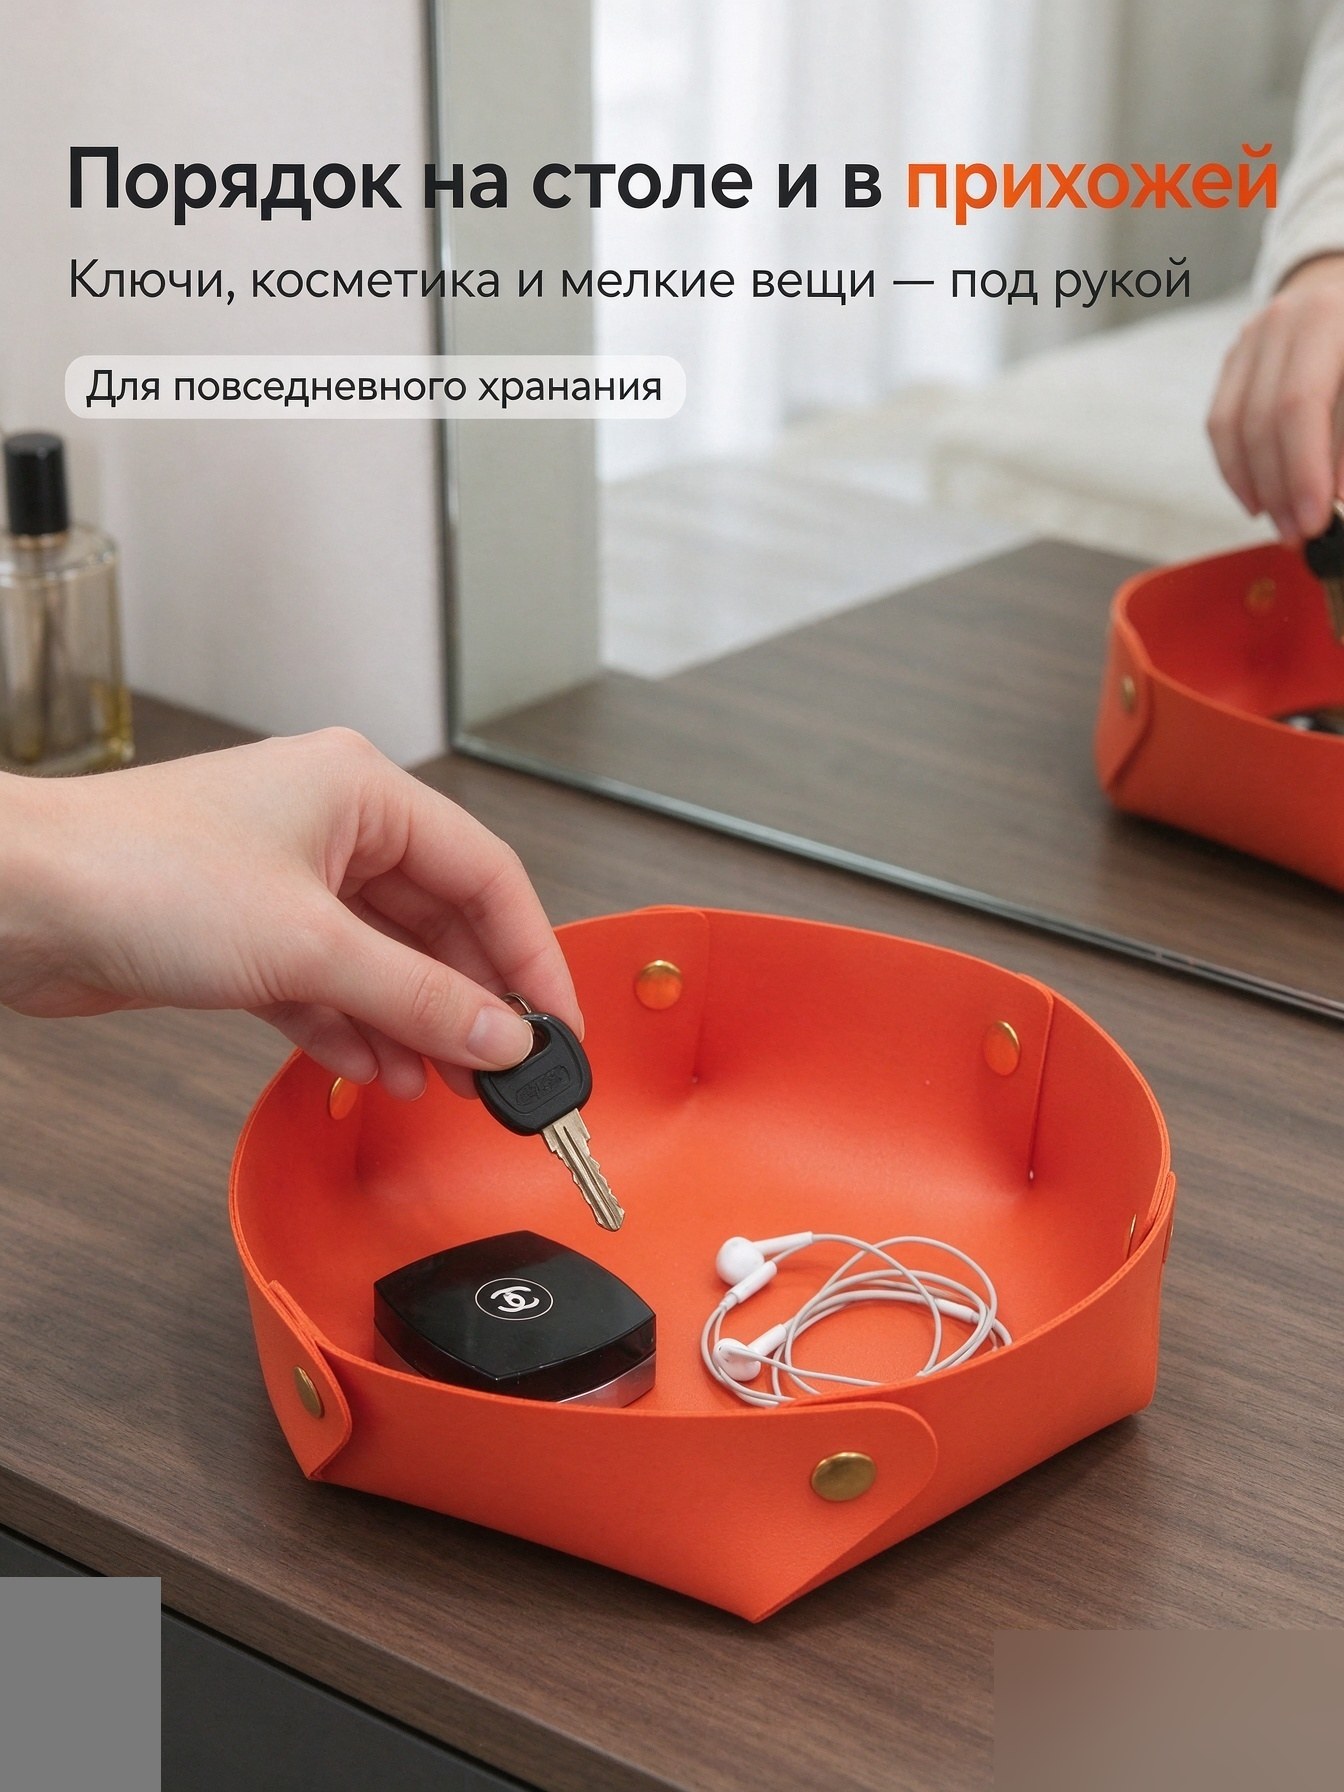 Порядок на столе и в прихожей
Ключи, косметика и мелкие вещи — под рукой
Для повседневного хранания